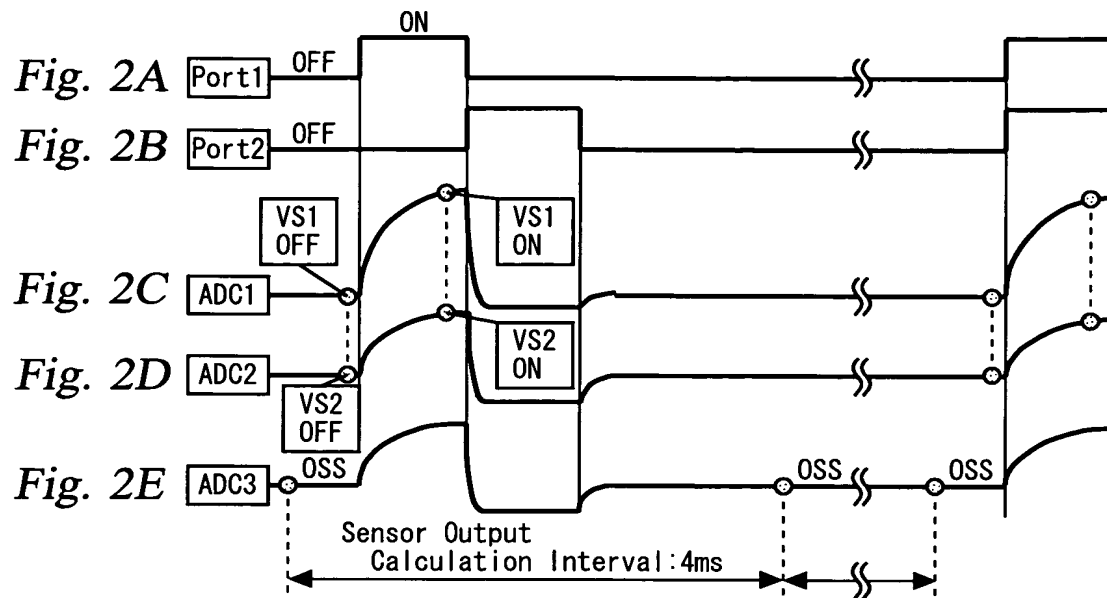 ON
Fig. 2A Port1 OFF
Fig. 2B Port2 OFF
VS1
OFF
VS1
ON
Fig. 2C ADC1
VS2
ON
Fig. 2D ADC2
VS2
OFF
Fig. 2E ADC3 OSS OSS OSS
Sensor Output
Calculation Interval:4ms